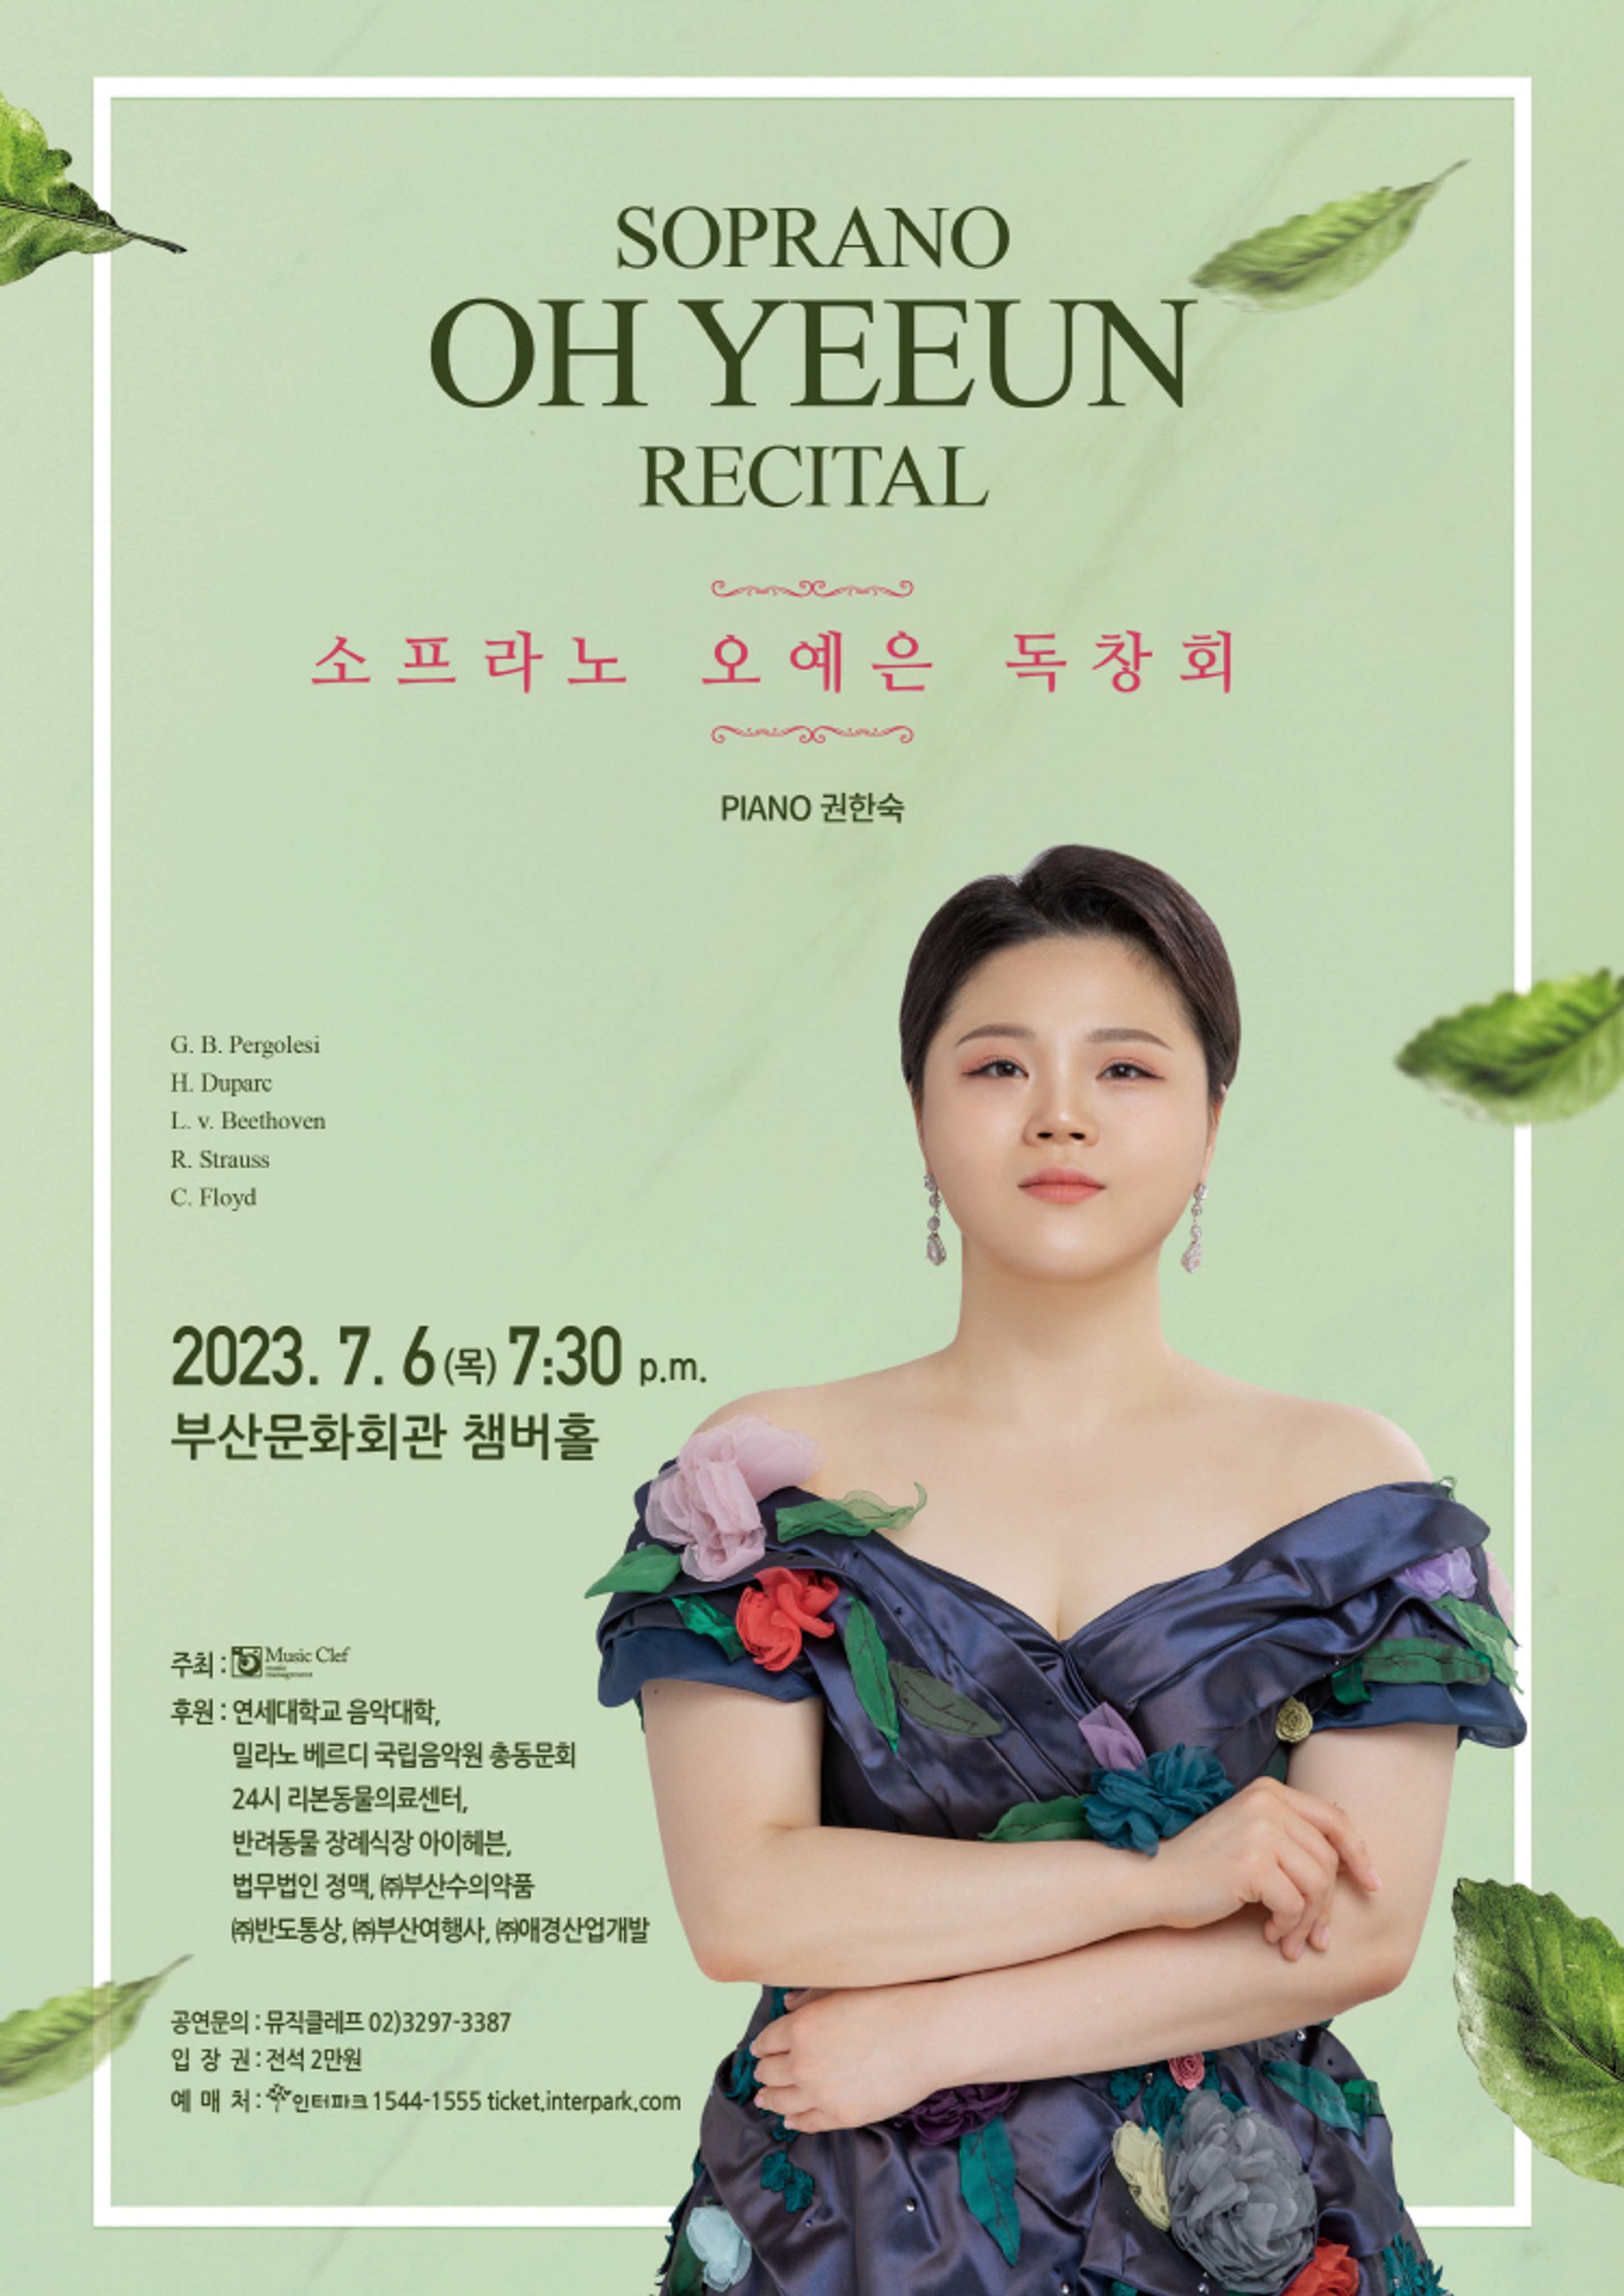 SOPRANO
OH YEEUN
RECITAL
소프라노 오예은 독창회
PIANO 권한숙
G. B. Pergolesi
H. Duparc
L. v. Beethoven
R. Strauss
C. Floyd
2023. 7. 6(목) 7:30 p.m.
부산문화회관 챔버홀
주최 : Music Clef
music
management
후원 : 연세대학교 음악대학,
밀라노 베르디 국립음악원 총동문회
24시 리본동물의료센터,
반려동물 장례식장 아이헤븐,
법무법인 정맥, ㈜부산수의약품
㈜반도통상, ㈜부산여행사, ㈜애경산업개발
공연문의 : 뮤직클레프 02)3297-3387
입 장 권 : 전석 2만원
예 매 처 : 인터파크 1544-1555 ticket.interpark.com